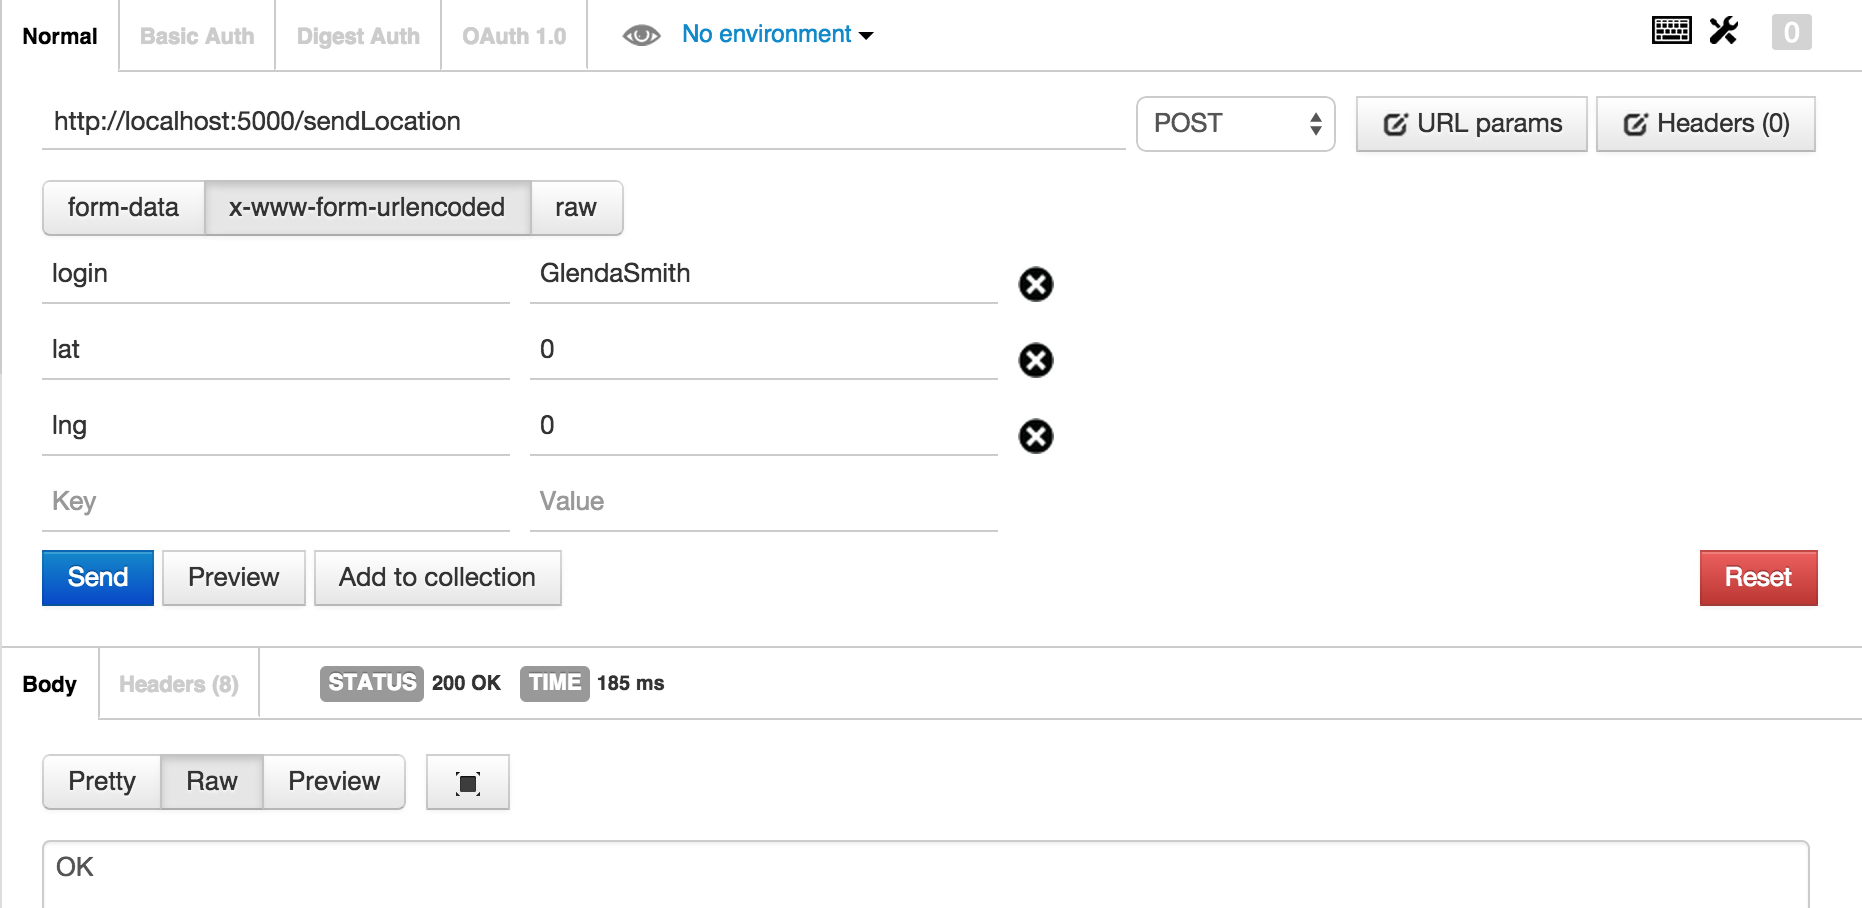 Normal Basic Auth Digest Auth OAuth 1.0 No environment 0
http://localhost:5000/sendLocation POST URL params Headers (0)
form-data x-www-form-urlencoded raw
login GlendaSmith
lat 0
lng 0
Key Value
Send Preview Add to collection Reset
Body Headers (8) STATUS 200 OK TIME 185 ms
Pretty Raw Preview
OK